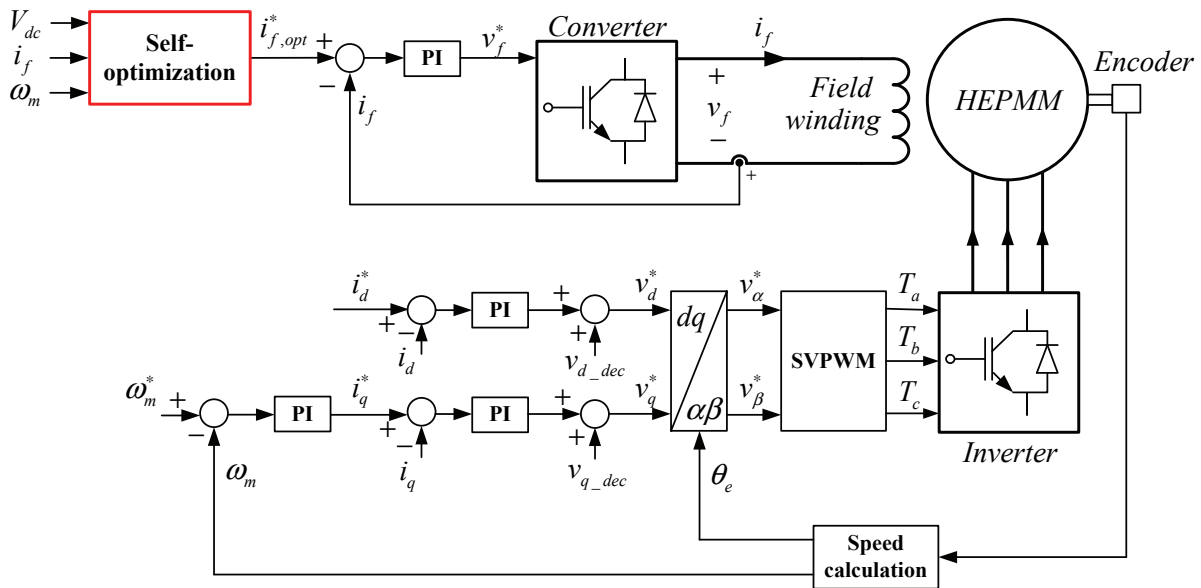 V_dc
i_f
ω_m
Self-
optimization
i*_f,opt
+
−
i_f
PI
v*_f
Converter
i_f
+
v_f
−
+
Field
winding
HEPMM
Encoder
i*_d
+
−
i_d
PI
+
+
v_d_dec
v*_d
dq
αβ
v*_α
SVPWM
T_a
T_b
T_c
Inverter
ω*_m
+
−
ω_m
PI
i*_q
+
−
i_q
PI
+
+
v_q_dec
v*_q
v*_β
θ_e
Speed
calculation